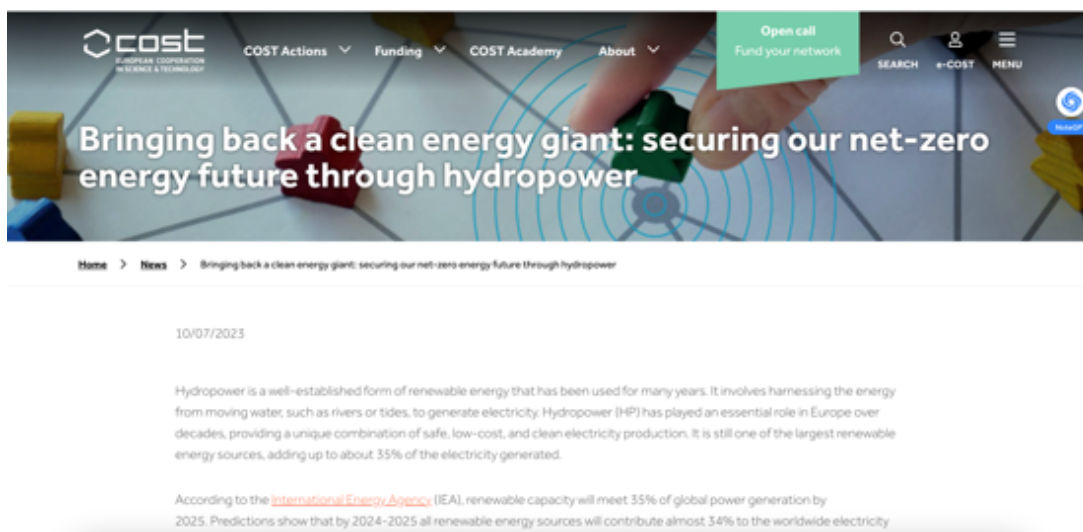 cost
EUROPEAN COOPERATION
IN SCIENCE & TECHNOLOGY
COST Actions
Funding
COST Academy
About
Open call
Fund your network
SEARCH
e-COST
MENU
Bringing back a clean energy giant: securing our net-zero
energy future through hydropower
Home > News > Bringing back a clean energy giant: securing our net-zero energy future through hydropower
10/07/2023
Hydropower is a well-established form of renewable energy that has been used for many years. It involves harnessing the energy
from moving water, such as rivers or tides, to generate electricity. Hydropower (HP) has played an essential role in Europe over
decades, providing a unique combination of safe, low-cost, and clean electricity production. It is still one of the largest renewable
energy sources, adding up to about 35% of the electricity generated.
According to the International Energy Agency (IEA), renewable capacity will meet 35% of global power generation by
2025. Predictions show that by 2024-2025 all renewable energy sources will contribute almost 34% to the worldwide electricity